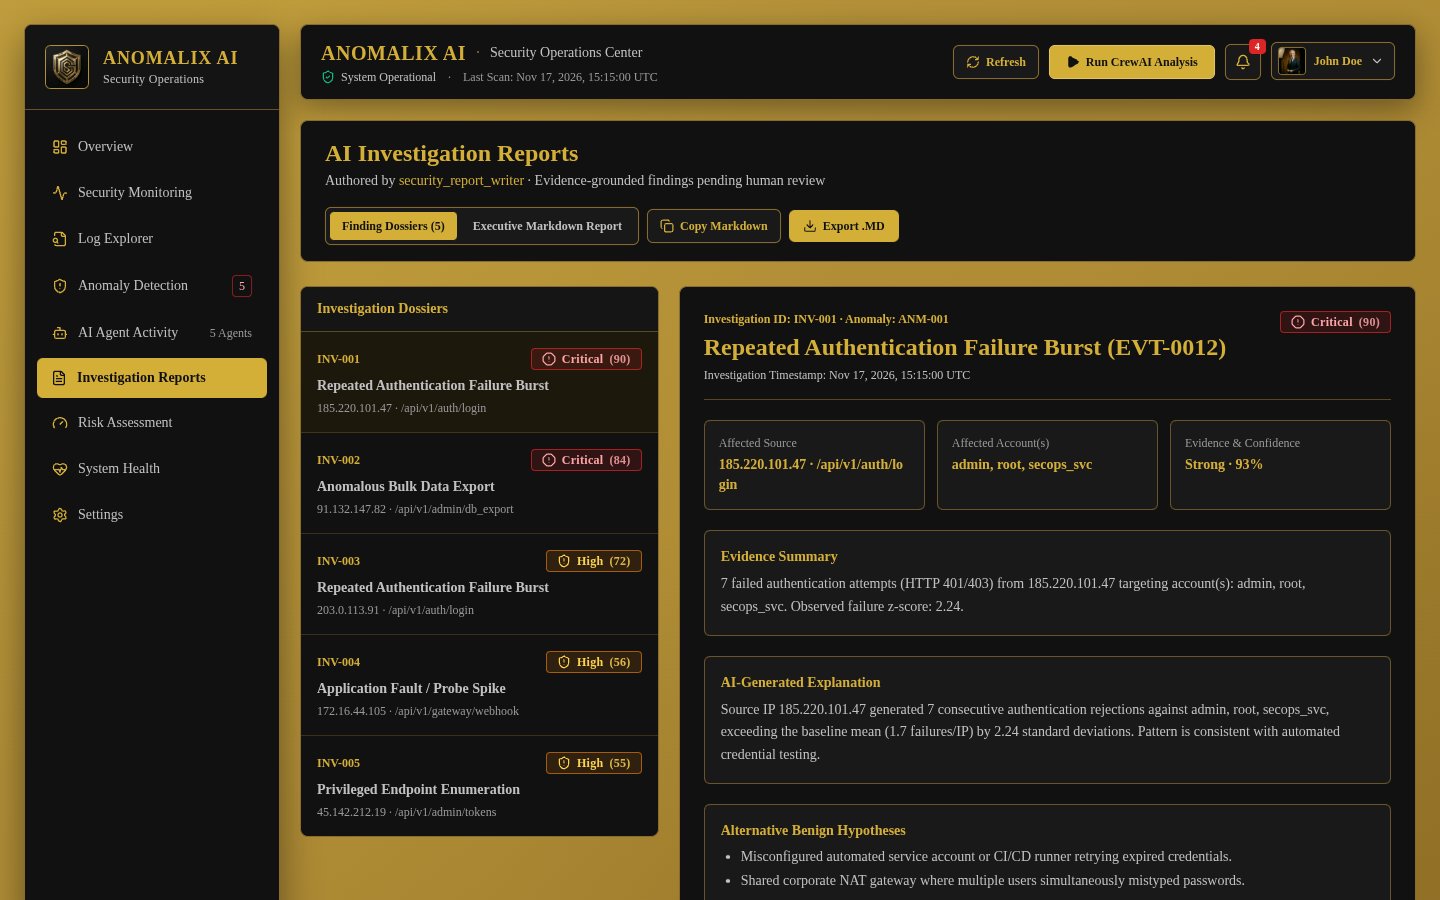 ANOMALIX AI
Security Operations
Overview
Security Monitoring
Log Explorer
Anomaly Detection 5
AI Agent Activity 5 Agents
Investigation Reports
Risk Assessment
System Health
Settings
ANOMALIX AI · Security Operations Center
System Operational · Last Scan: Nov 17, 2026, 15:15:00 UTC
Refresh
Run CrewAI Analysis
4
John Doe
AI Investigation Reports
Authored by security_report_writer · Evidence-grounded findings pending human review
Finding Dossiers (5)
Executive Markdown Report
Copy Markdown
Export .MD
Investigation Dossiers
INV-001 Critical (90)
Repeated Authentication Failure Burst
185.220.101.47 · /api/v1/auth/login
INV-002 Critical (84)
Anomalous Bulk Data Export
91.132.147.82 · /api/v1/admin/db_export
INV-003 High (72)
Repeated Authentication Failure Burst
203.0.113.91 · /api/v1/auth/login
INV-004 High (56)
Application Fault / Probe Spike
172.16.44.105 · /api/v1/gateway/webhook
INV-005 High (55)
Privileged Endpoint Enumeration
45.142.212.19 · /api/v1/admin/tokens
Investigation ID: INV-001 · Anomaly: ANM-001
Critical (90)
Repeated Authentication Failure Burst (EVT-0012)
Investigation Timestamp: Nov 17, 2026, 15:15:00 UTC
Affected Source
185.220.101.47 · /api/v1/auth/lo
gin
Affected Account(s)
admin, root, secops_svc
Evidence & Confidence
Strong · 93%
Evidence Summary
7 failed authentication attempts (HTTP 401/403) from 185.220.101.47 targeting account(s): admin, root,
secops_svc. Observed failure z-score: 2.24.
AI-Generated Explanation
Source IP 185.220.101.47 generated 7 consecutive authentication rejections against admin, root, secops_svc,
exceeding the baseline mean (1.7 failures/IP) by 2.24 standard deviations. Pattern is consistent with automated
credential testing.
Alternative Benign Hypotheses
• Misconfigured automated service account or CI/CD runner retrying expired credentials.
• Shared corporate NAT gateway where multiple users simultaneously mistyped passwords.